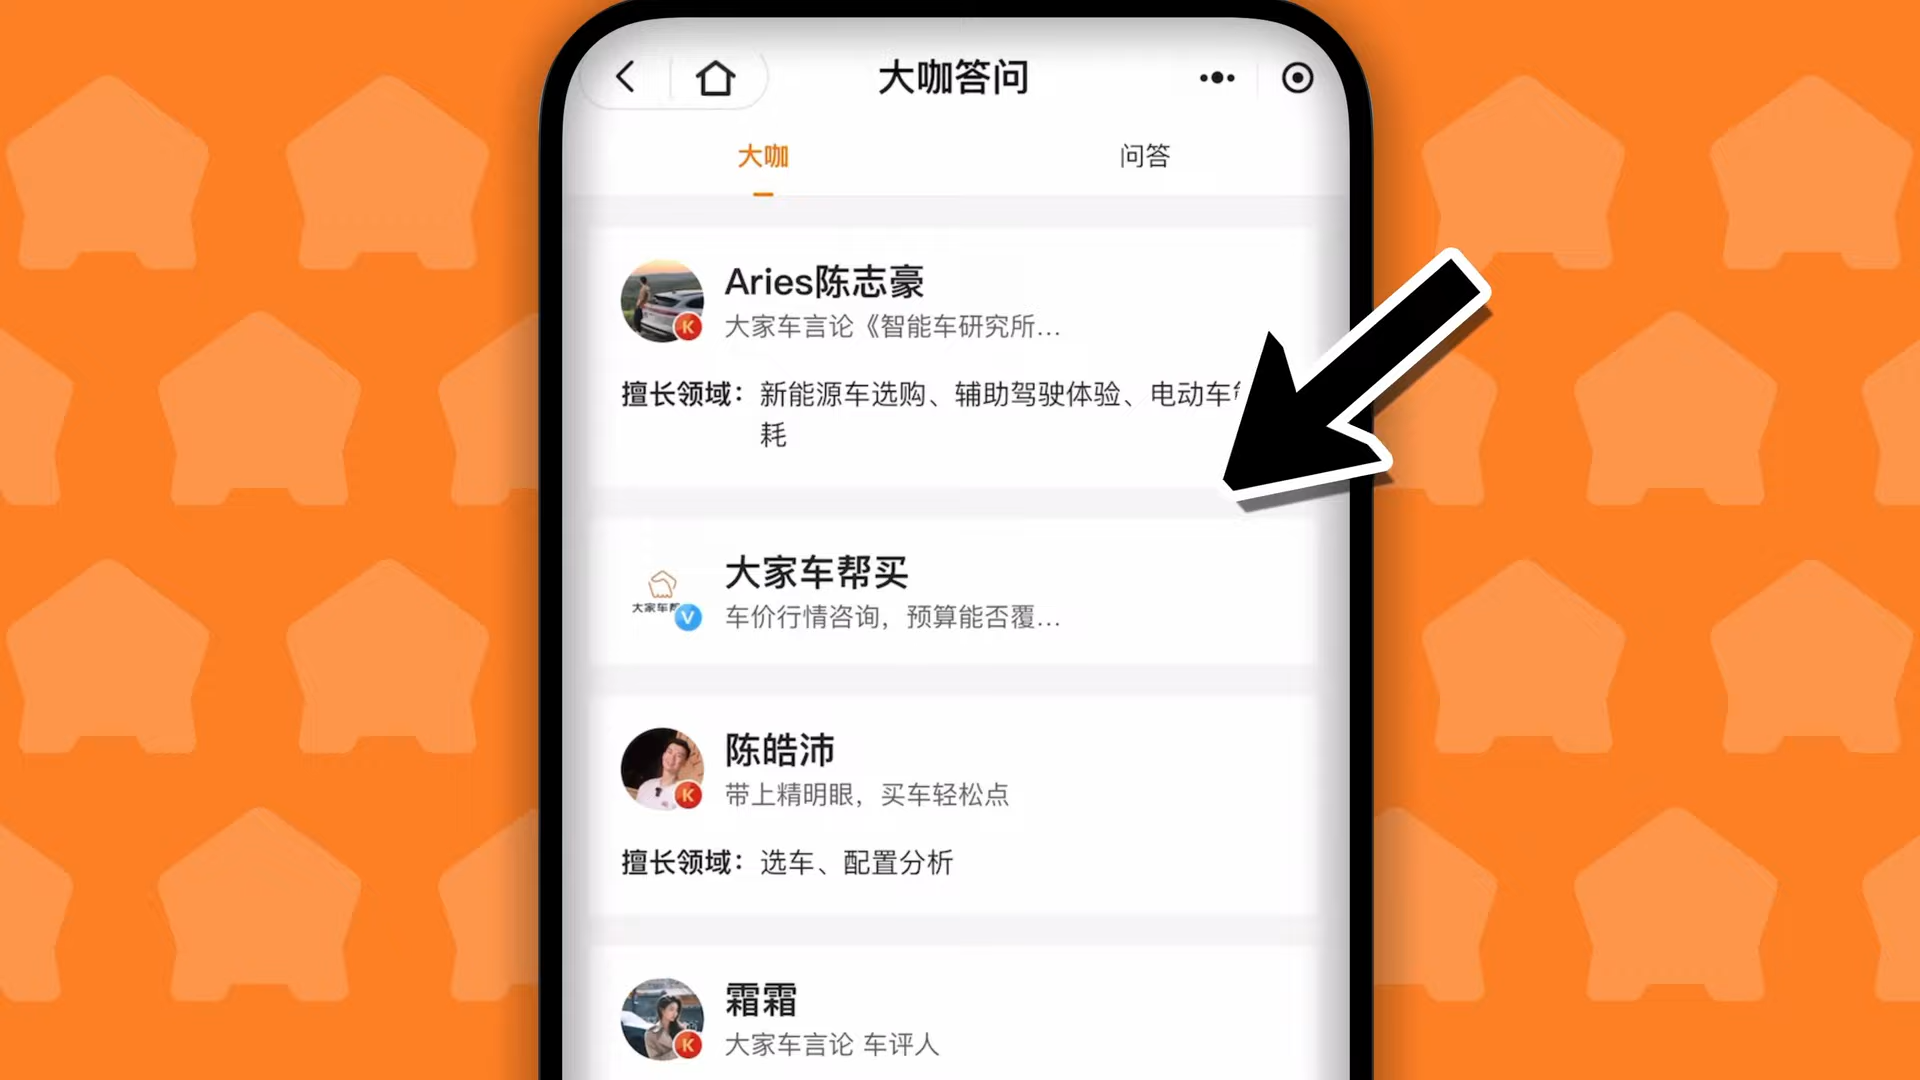 大咖答问
大咖
问答
Aries陈志豪
大家车言论《智能车研究所...
擅长领域：新能源车选购、辅助驾驶体验、电动车
耗
大家车帮买
大家车帮
车价行情咨询，预算能否覆...
陈皓沛
带上精明眼，买车轻松点
擅长领域：选车、配置分析
霜霜
大家车言论 车评人